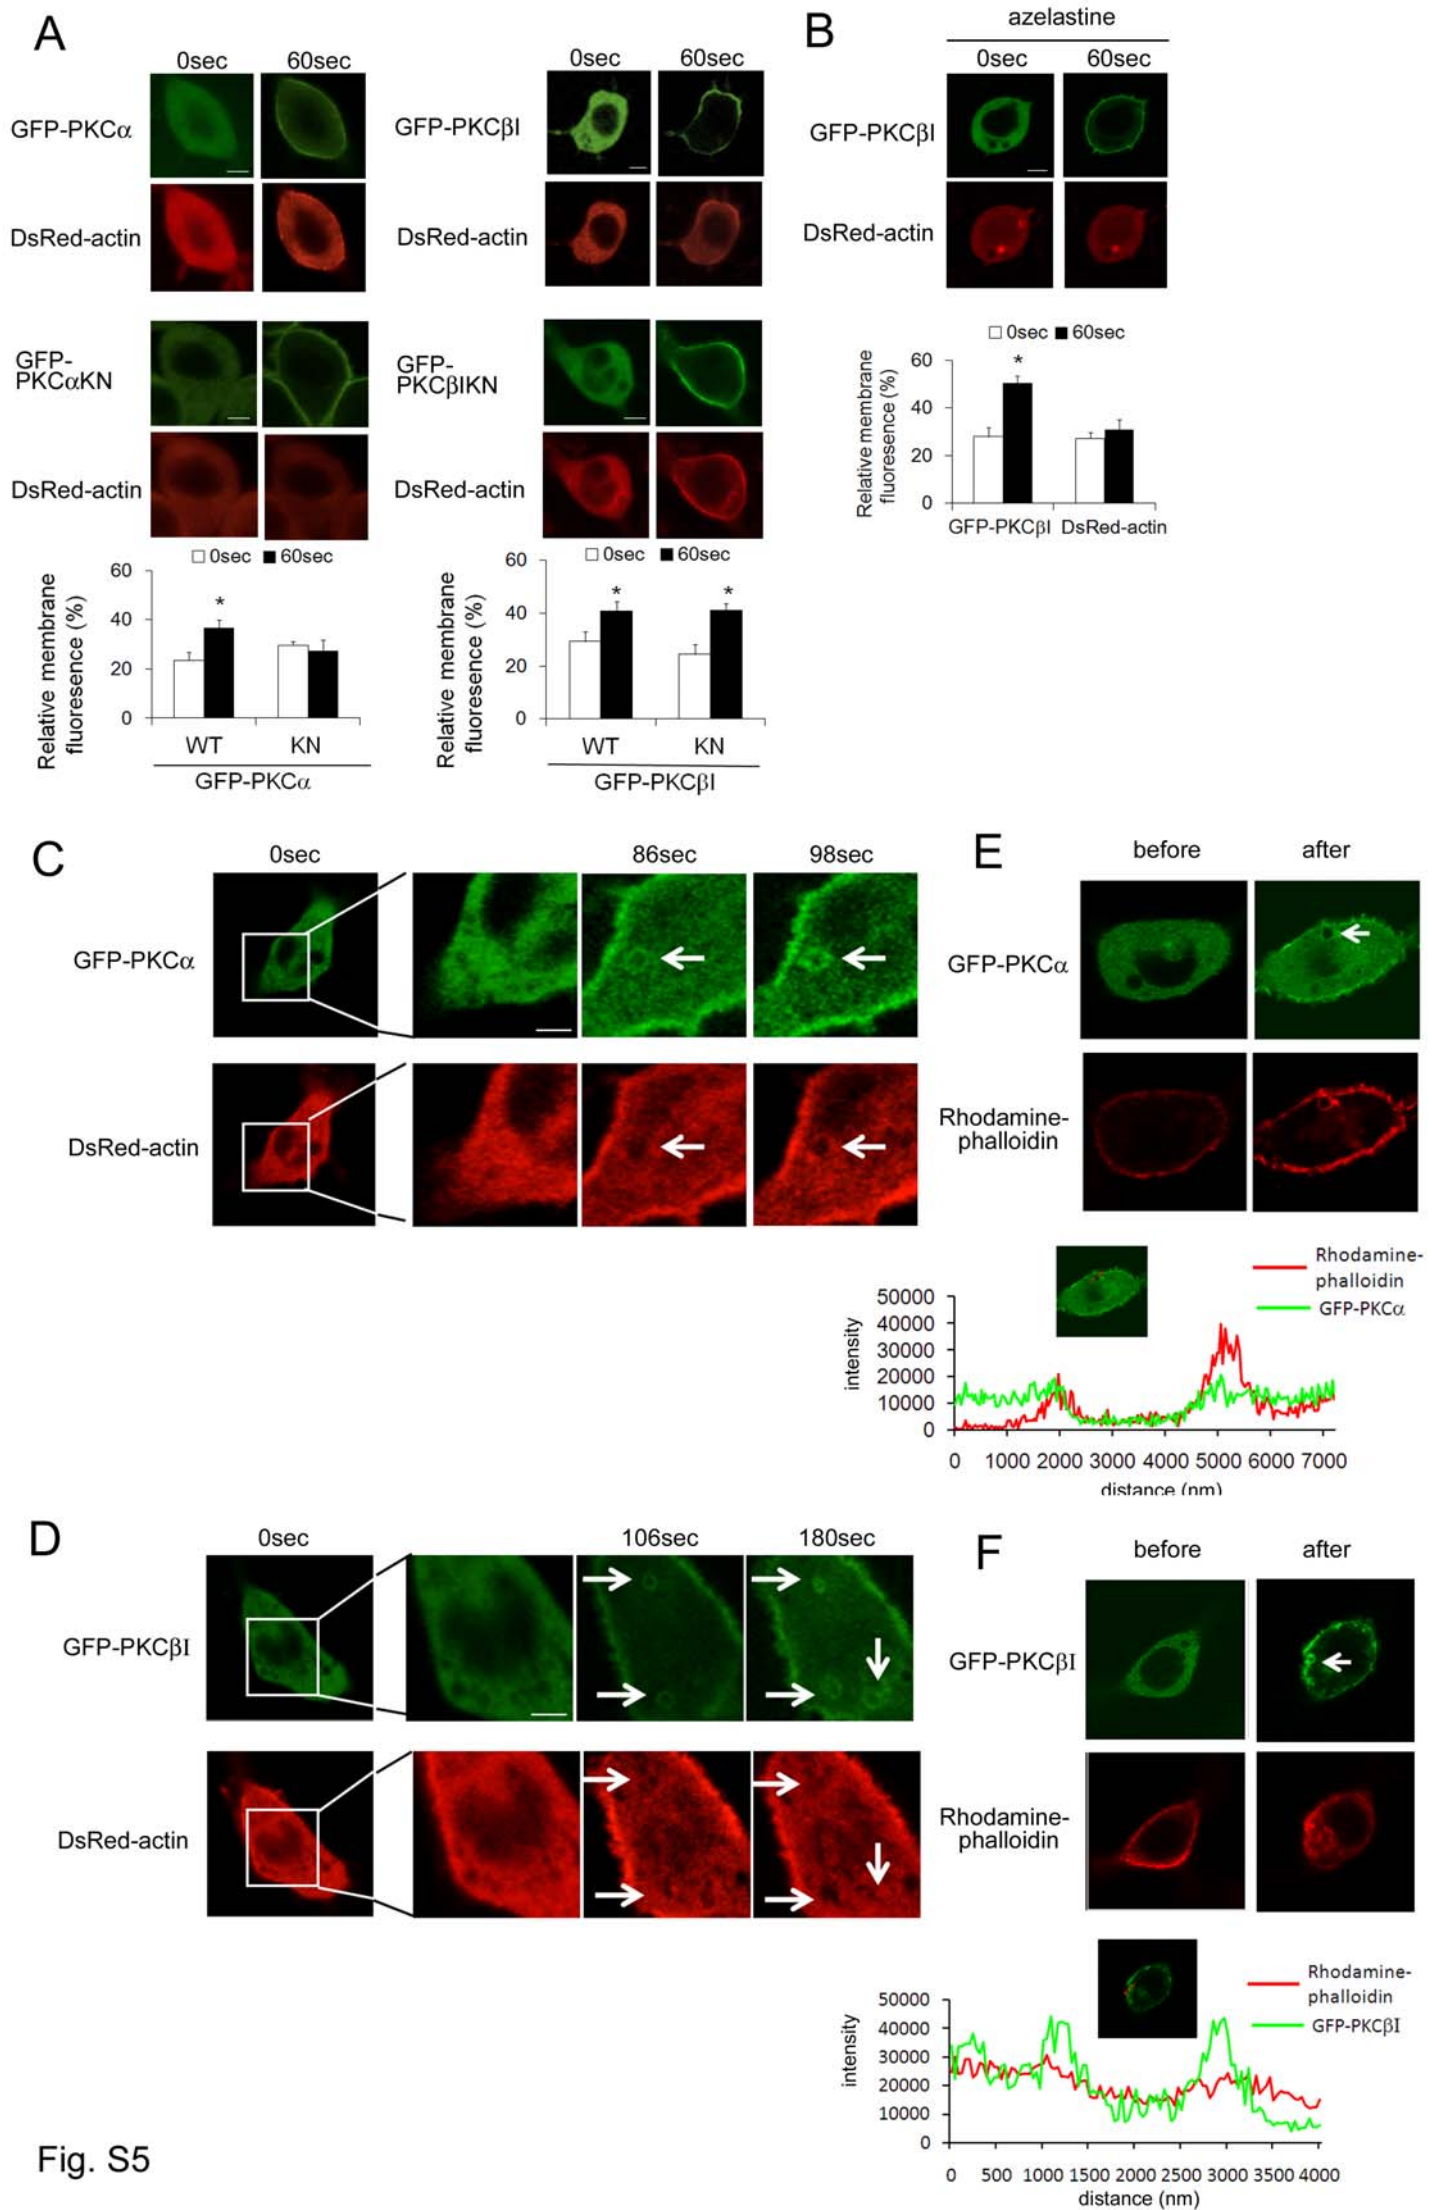 A
0sec 60sec
GFP-PKCα
DsRed-actin
GFP-
PKCαKN
DsRed-actin
0sec 60sec
60
40
20
0
Relative membrane
fluoresence (%)
*
WT KN
GFP-PKCα
0sec 60sec
GFP-PKCβI
DsRed-actin
GFP-
PKCβIKN
DsRed-actin
0sec 60sec
60
40
20
0
Relative membrane
fluoresence (%)
* *
WT KN
GFP-PKCβI
B
azelastine
0sec 60sec
GFP-PKCβI
DsRed-actin
0sec 60sec
60
40
20
0
Relative membrane
fluoresence (%)
*
GFP-PKCβI DsRed-actin
C
0sec 86sec 98sec
GFP-PKCα
DsRed-actin
E
before after
GFP-PKCα
Rhodamine-
phalloidin
Rhodamine-
phalloidin
GFP-PKCα
50000
40000
30000
20000
10000
0
intensity
0 1000 2000 3000 4000 5000 6000 7000
distance (nm)
D
0sec 106sec 180sec
GFP-PKCβI
DsRed-actin
F
before after
GFP-PKCβI
Rhodamine-
phalloidin
Rhodamine-
phalloidin
GFP-PKCβI
50000
40000
30000
20000
10000
0
intensity
0 500 1000 1500 2000 2500 3000 3500 4000
distance (nm)
Fig. S5